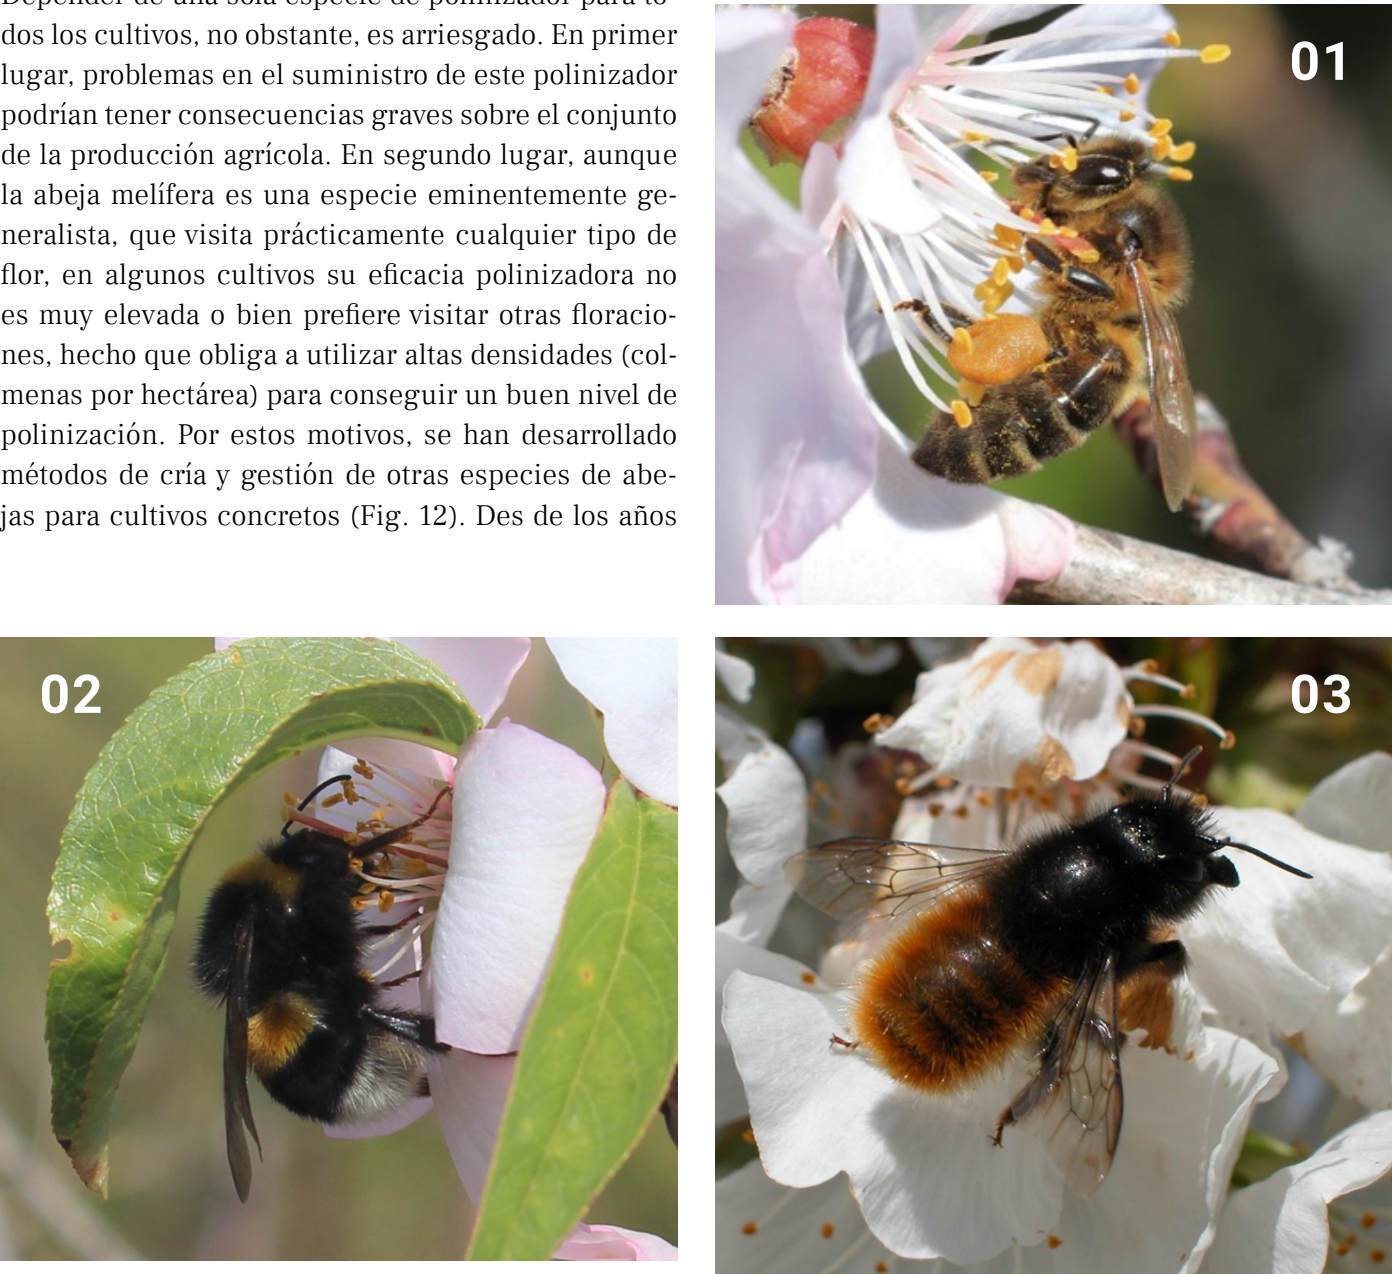 Depender de una sola especie de polinizador para to-
dos los cultivos, no obstante, es arriesgado. En primer
lugar, problemas en el suministro de este polinizador
podrían tener consecuencias graves sobre el conjunto
de la producción agrícola. En segundo lugar, aunque
la abeja melífera es una especie eminentemente ge-
neralista, que visita prácticamente cualquier tipo de
flor, en algunos cultivos su eficacia polinizadora no
es muy elevada o bien prefiere visitar otras floracio-
nes, hecho que obliga a utilizar altas densidades (col-
menas por hectárea) para conseguir un buen nivel de
polinización. Por estos motivos, se han desarrollado
métodos de cría y gestión de otras especies de abe-
jas para cultivos concretos (Fig. 12). Des de los años
01
02
03